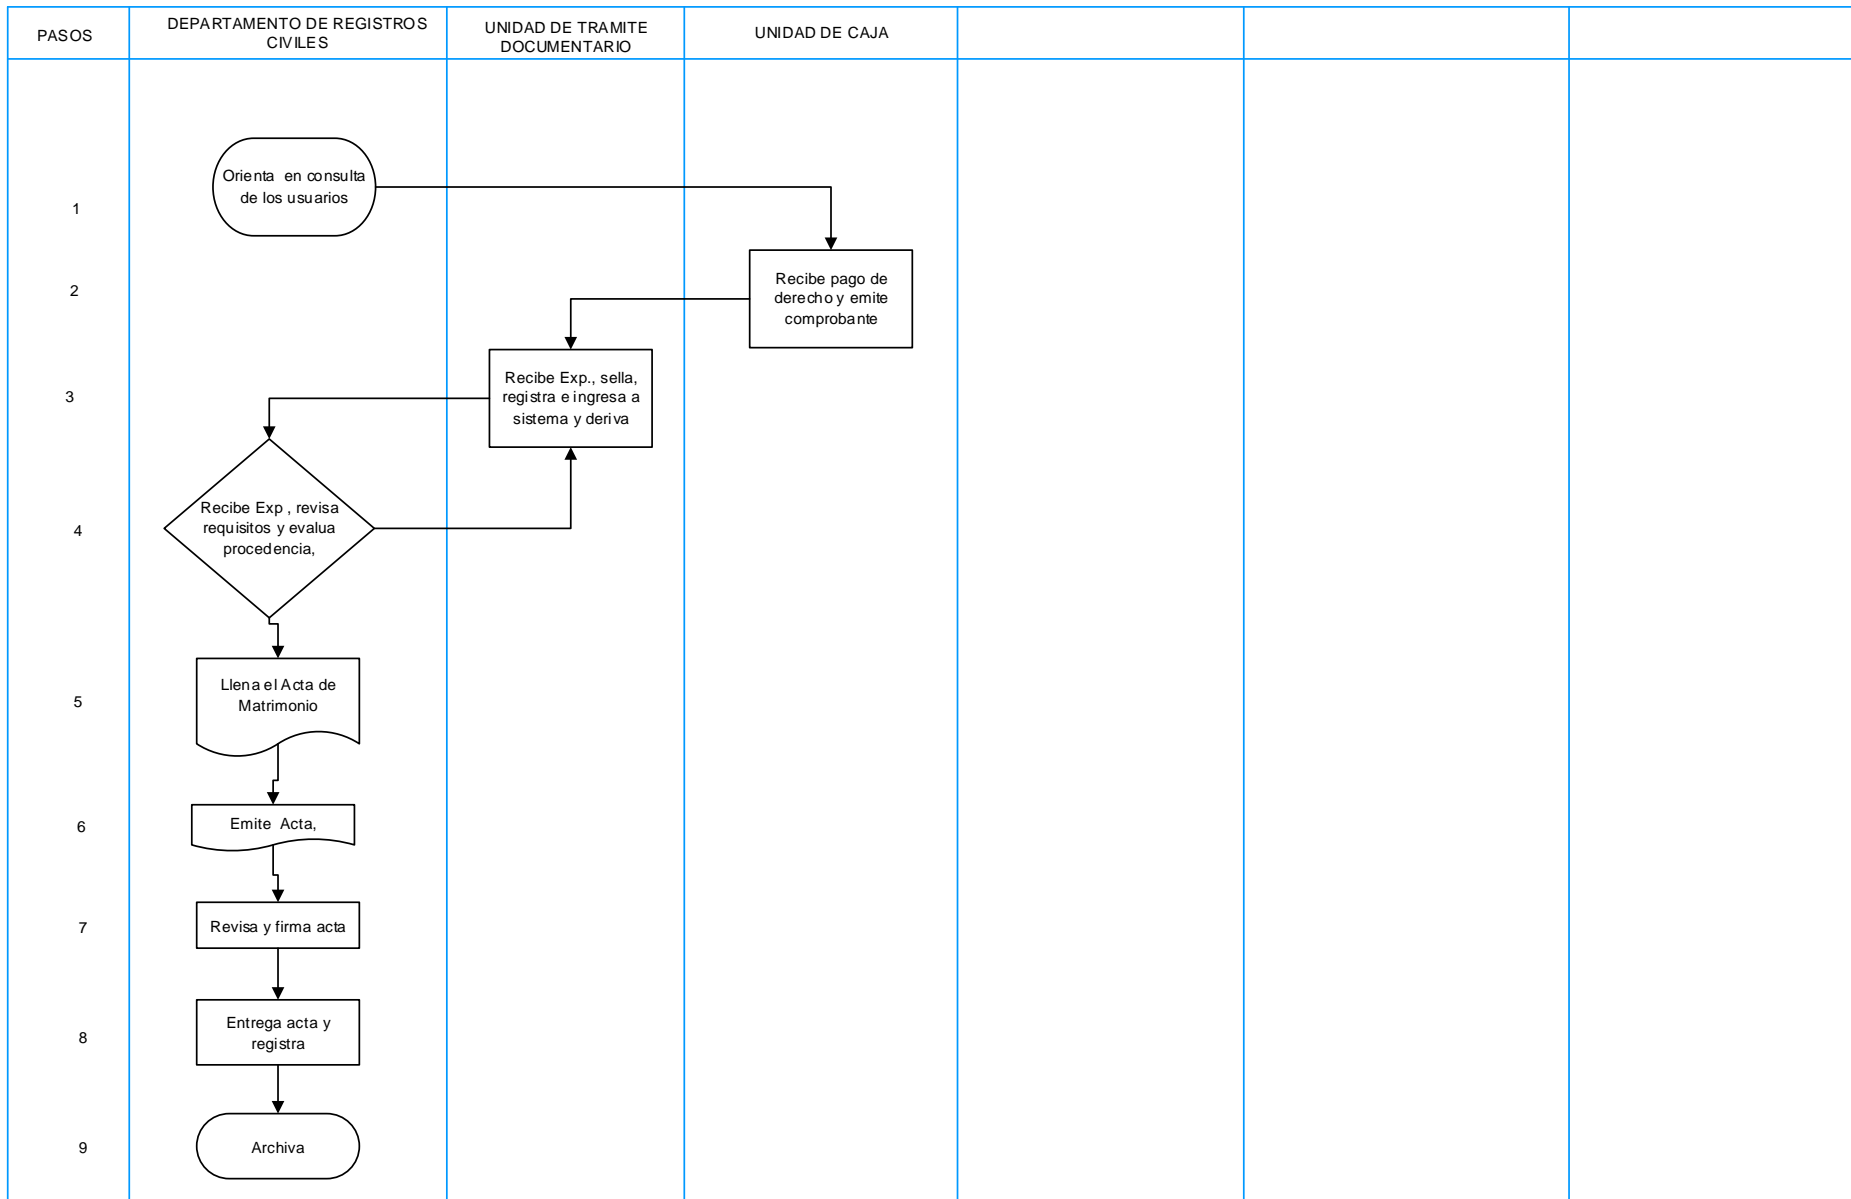 PASOS
DEPARTAMENTO DE REGISTROS
CIVILES
UNIDAD DE TRAMITE
DOCUMENTARIO
UNIDAD DE CAJA
Orienta en consulta
de los usuarios
1
Recibe pago de
derecho y emite
comprobante
2
Recibe Exp., sella,
registra e ingresa a
sistema y deriva
3
Recibe Exp , revisa
requisitos y evalua
procedencia,
4
Llena el Acta de
Matrimonio
5
Emite Acta,
6
Revisa y firma acta
7
Entrega acta y
registra
8
Archiva
9